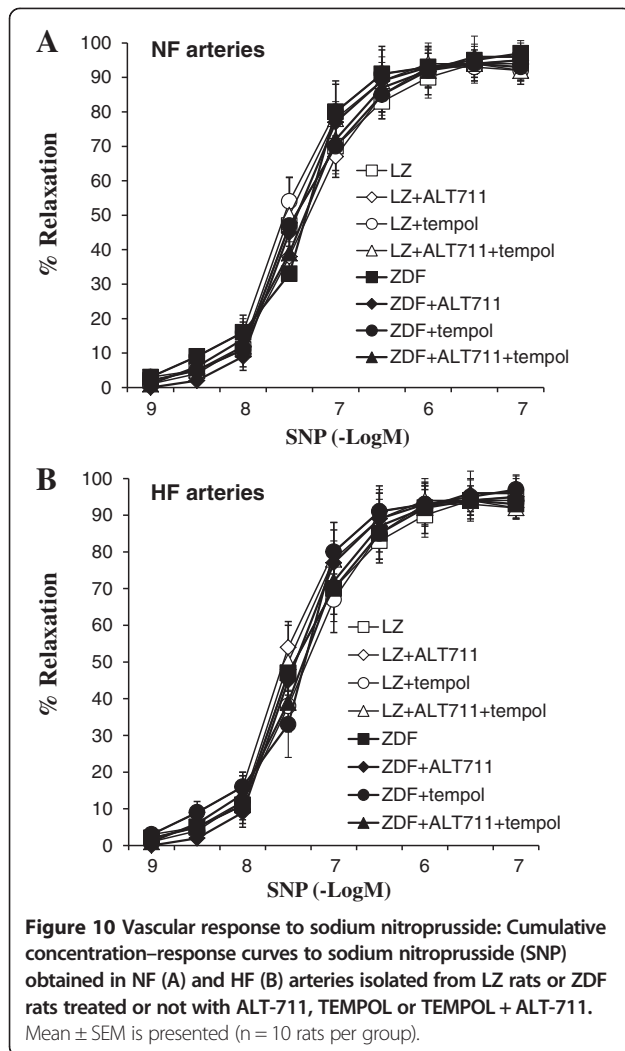 A
NF arteries
100
90
80
70
60
50
40
30
20
10
0
% Relaxation
LZ
LZ+ALT711
LZ+tempol
LZ+ALT711+tempol
ZDF
ZDF+ALT711
ZDF+tempol
ZDF+ALT711+tempol
9 8 7 6 7
SNP (-LogM)
B
HF arteries
100
90
80
70
60
50
40
30
20
10
0
% Relaxation
LZ
LZ+ALT711
LZ+tempol
LZ+ALT711+tempol
ZDF
ZDF+ALT711
ZDF+tempol
ZDF+ALT711+tempol
9 8 7 6 7
SNP (-LogM)
Figure 10 Vascular response to sodium nitroprusside: Cumulative
concentration–response curves to sodium nitroprusside (SNP)
obtained in NF (A) and HF (B) arteries isolated from LZ rats or ZDF
rats treated or not with ALT-711, TEMPOL or TEMPOL + ALT-711.
Mean ± SEM is presented (n = 10 rats per group).